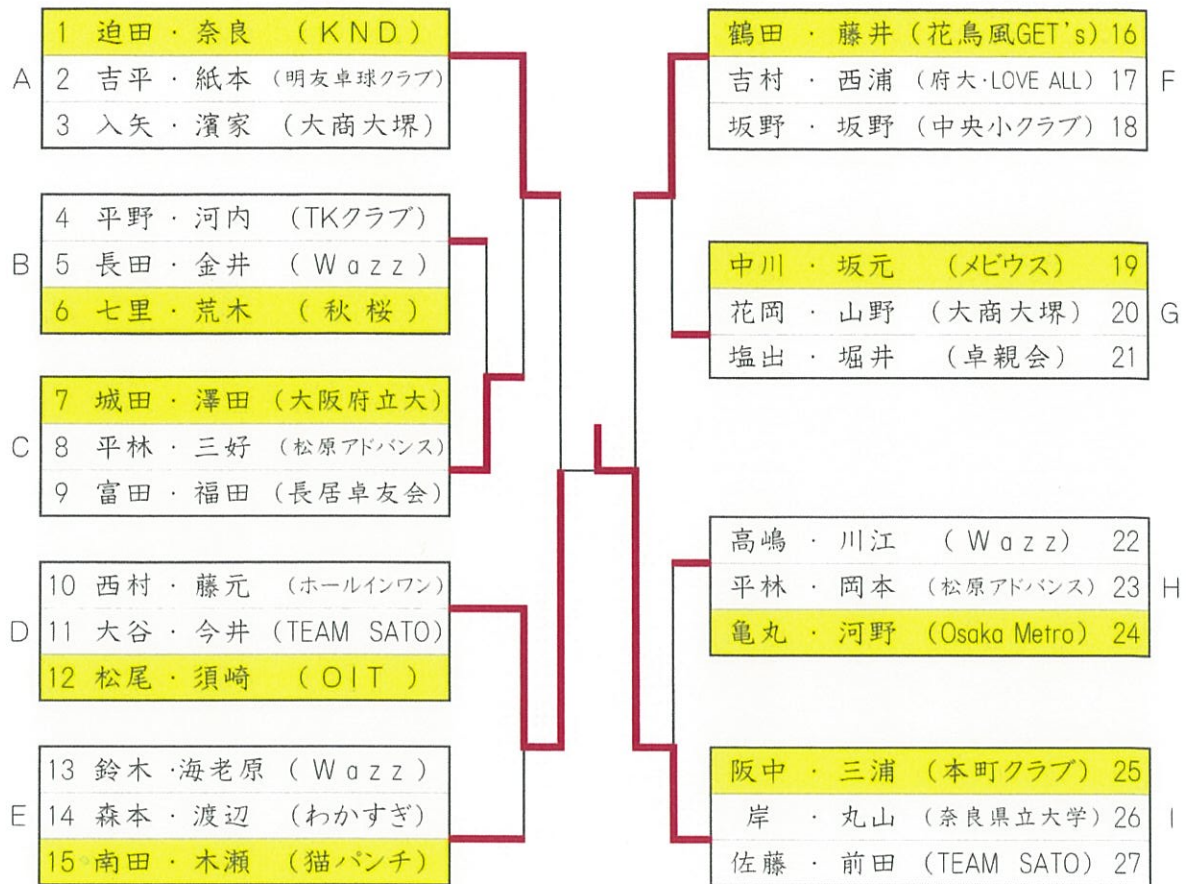 A
1 迫田・奈良 (KND)
2 吉平・紙本 (明友卓球クラブ)
3 入矢・濱家 (大商大堺)
B
4 平野・河内 (TKクラブ)
5 長田・金井 (Wazz)
6 七里・荒木 (秋桜)
C
7 城田・澤田 (大阪府立大)
8 平林・三好 (松原アドバンス)
9 富田・福田 (長居卓友会)
D
10 西村・藤元 (ホールインワン)
11 大谷・今井 (TEAM SATO)
12 松尾・須崎 (OIT)
E
13 鈴木・海老原 (Wazz)
14 森本・渡辺 (わかすぎ)
15 南田・木瀬 (猫パンチ)
鶴田・藤井 (花鳥風GET's) 16
吉村・西浦 (府大・LOVE ALL) 17
坂野・坂野 (中央小クラブ) 18
F
中川・坂元 (メビウス) 19
花岡・山野 (大商大堺) 20
塩出・堀井 (卓親会) 21
G
高嶋・川江 (Wazz) 22
平林・岡本 (松原アドバンス) 23
亀丸・河野 (Osaka Metro) 24
H
阪中・三浦 (本町クラブ) 25
岸・丸山 (奈良県立大学) 26
佐藤・前田 (TEAM SATO) 27
I